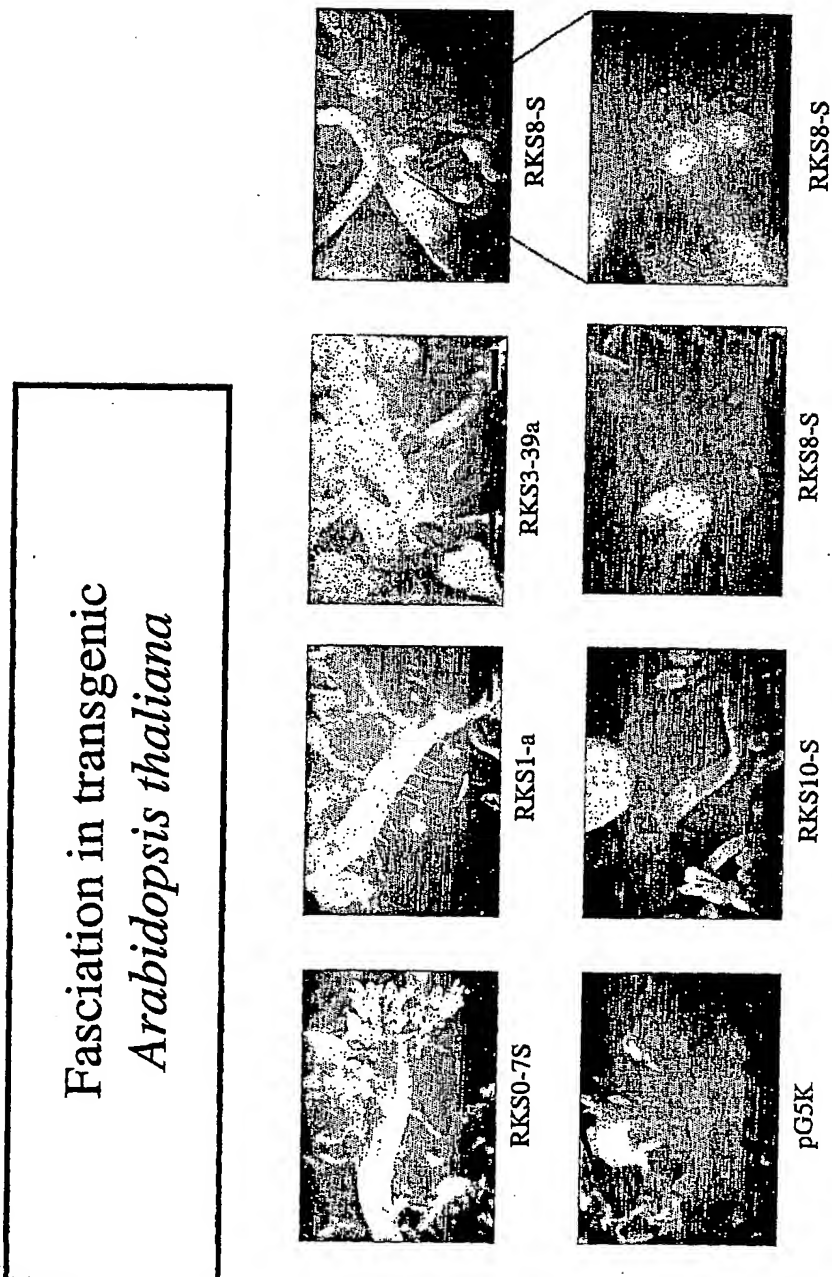 Fasciation in transgenic
Arabidopsis thaliana
RKS0-7S
RKS1-a
RKS3-39a
RKS8-S
pG5K
RKS10-S
RKS8-S
RKS8-S